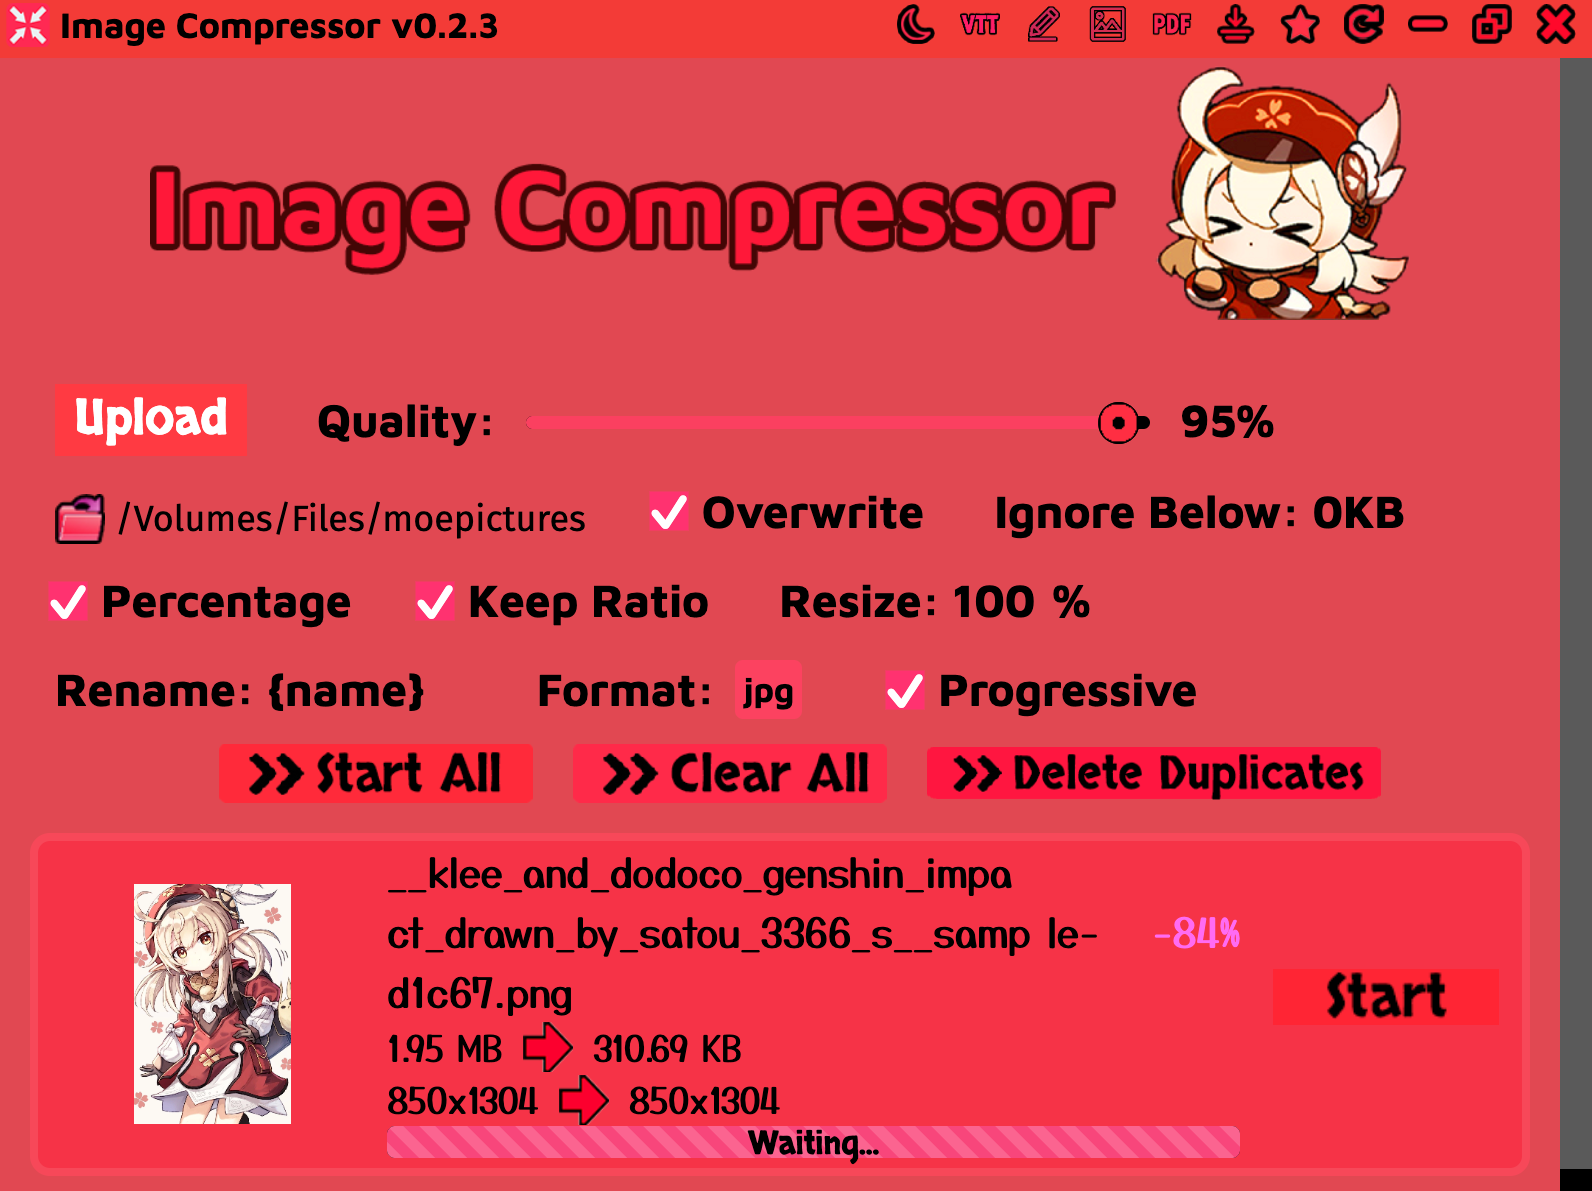 Image Compressor v0.2.3
VTT
PDF
Image Compressor
Upload
Quality:
95%
/Volumes/Files/moepictures
Overwrite
Ignore Below: 0KB
Percentage
Keep Ratio
Resize: 100 %
Rename: {name}
Format:
jpg
Progressive
>> Start All
>> Clear All
>> Delete Duplicates
__klee_and_dodoco_genshin_impa
ct_drawn_by_satou_3366_s__samp le-
-84%
d1c67.png
Start
1.95 MB
310.69 KB
850x1304
850x1304
Waiting...